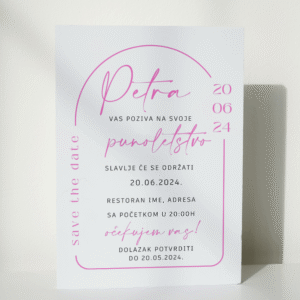 Petra
20
06
24
VAS POZIVA NA SVOJE
punoletstvo
save the date
SLAVLJE ĆE SE ODRŽATI
20.06.2024.
RESTORAN IME, ADRESA
SA POČETKOM U 20:00H
očekujem vas!
DOLAZAK POTVRDITI
DO 20.05.2024.